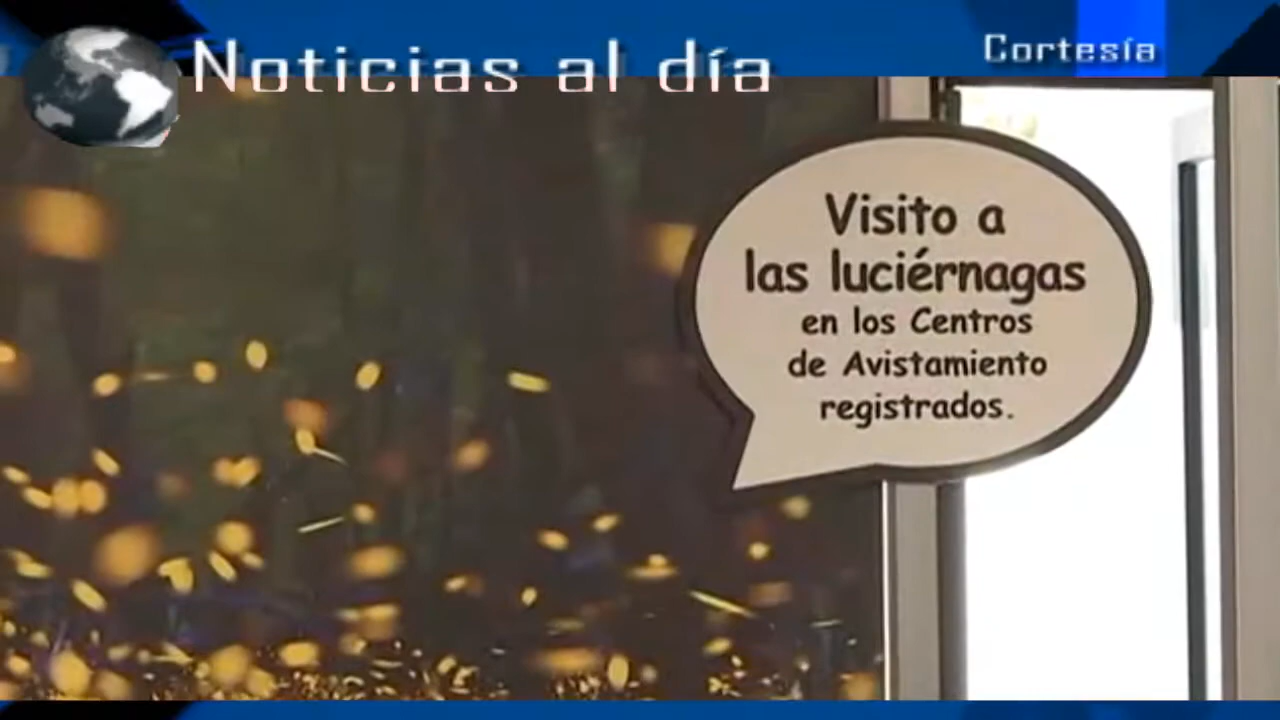 Noticias al día
Cortesía
Visito a
las luciérnagas
en los Centros
de Avistamiento
registrados.